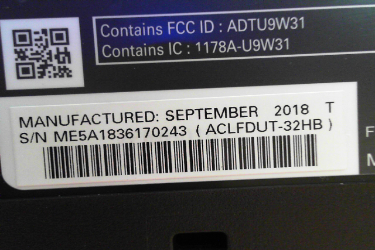 Contains FCC ID : ADTU9W31
Contains IC : 1178A-U9W31
MANUFACTURED: SEPTEMBER 2018 T
S/N ME5A1836170243 ( ACLFDUT-32HB )